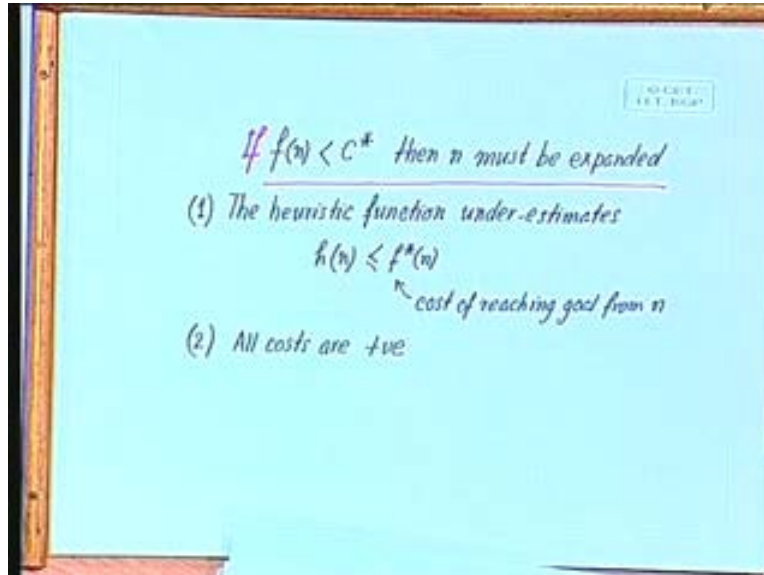 If f(n) < C* then n must be expanded
(1) The heuristic function under-estimates
h(n) ≤ f*(n)
cost of reaching goal from n
(2) All costs are +ve